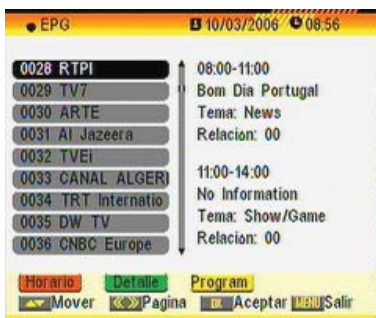 EPG 10/03/2006 08:56
0028 RTPI
0029 TV7
0030 ARTE
0031 Al Jazeera
0032 TVEi
0033 CANAL ALGERI
0034 TRT Internatio
0035 DW TV
0036 CNBC Europe
08:00-11:00
Bom Dia Portugal
Tema: News
Relacion: 00
11:00-14:00
No Information
Tema: Show/Game
Relacion: 00
Horario Detalle Program
Mover Pagina OK Aceptar MENU Salir